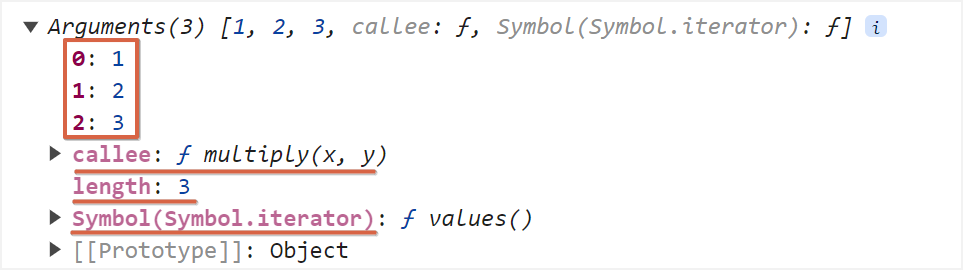 ▼ Arguments(3) [1, 2, 3, callee: ƒ, Symbol(Symbol.iterator): ƒ] i
0: 1
1: 2
2: 3
▶ callee: ƒ multiply(x, y)
length: 3
▶ Symbol(Symbol.iterator): ƒ values()
▶ [[Prototype]]: Object